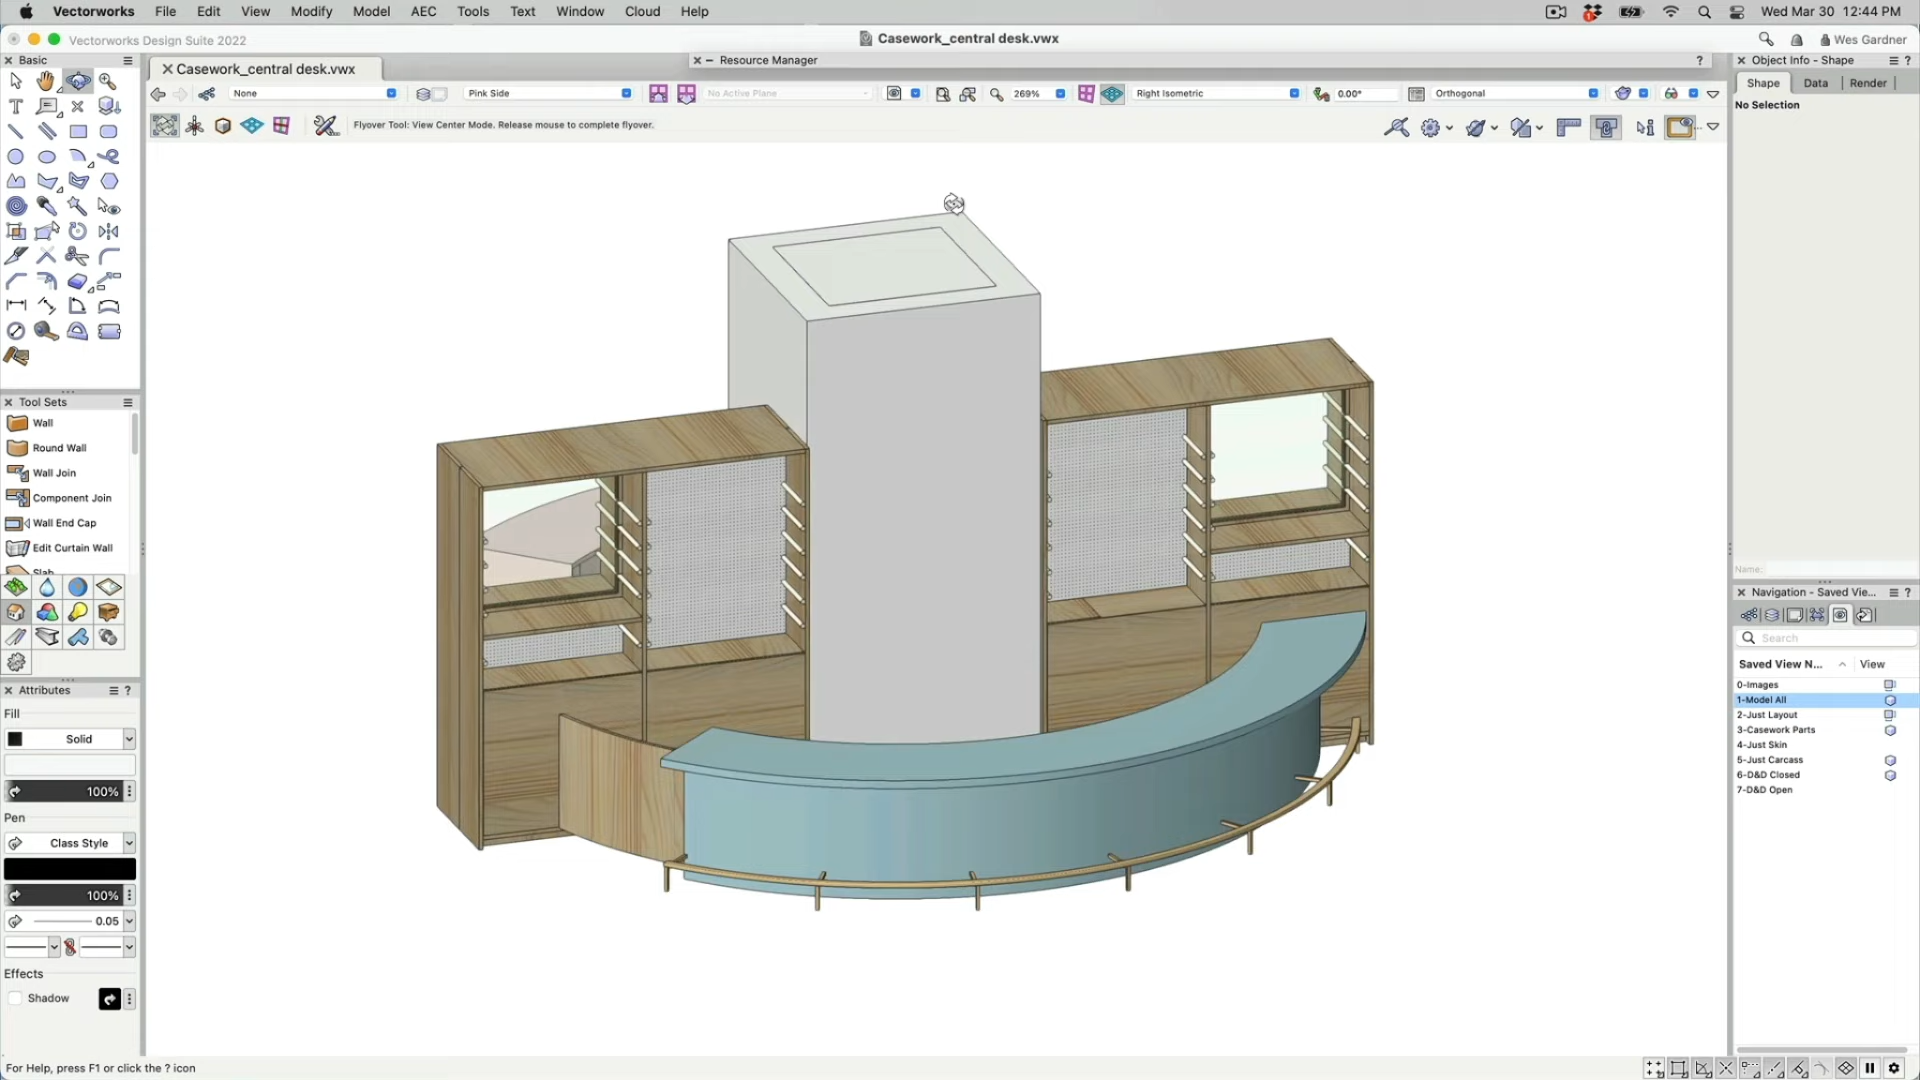 Vectorworks File Edit View Modify Model AEC Tools Text Window Cloud Help Wed Mar 30 12:44 PM
Vectorworks Design Suite 2022 Casework_central desk.vwx Wes Gardner
Basic
Casework_central desk.vwx
Resource Manager ?
Object Info - Shape ?
Shape Data Render
No Selection
None Pink Side No Active Plane 269% Right Isometric 0.00° Orthogonal
Flyover Tool: View Center Mode. Release mouse to complete flyover.
Tool Sets
Wall
Round Wall
Wall Join
Component Join
Wall End Cap
Edit Curtain Wall
Slab
Attributes ?
Fill
Solid
100%
Pen
Class Style
100%
0.05
Effects
Shadow
Name:
Navigation - Saved Vie... ?
Search
Saved View N... View
0-Images
1-Model All
2-Just Layout
3-Casework Parts
4-Just Skin
5-Just Carcass
6-D&D Closed
7-D&D Open
For Help, press F1 or click the ? icon